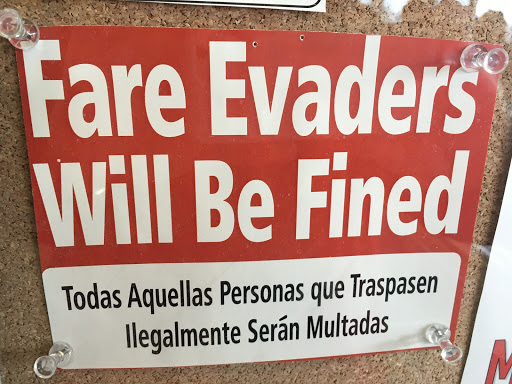 Fare Evaders
Will Be Fined
Todas Aquellas Personas que Traspasen
Ilegalmente Serán Multadas
M